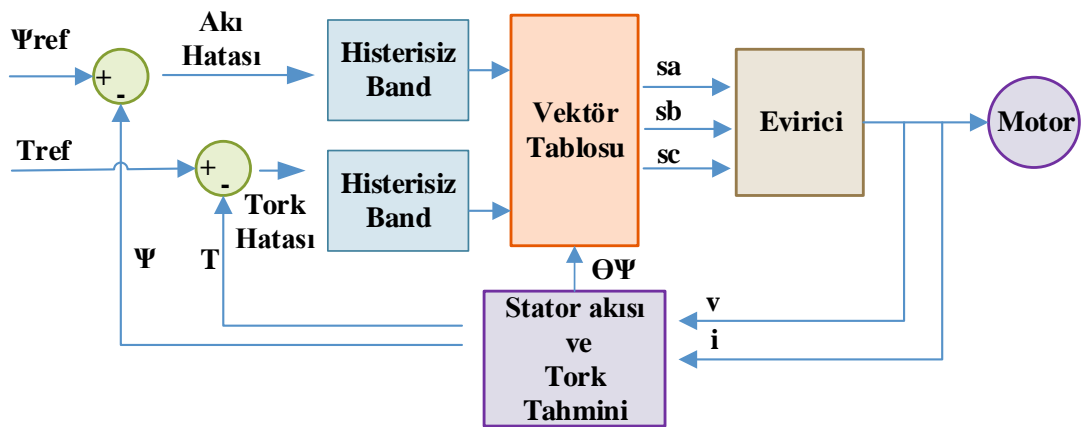 Ψref
+
-
Akı
Hatası
Histerisiz
Band
Tref
+
-
Tork
Hatası
Histerisiz
Band
Vektör
Tablosu
sa
sb
sc
Evirici
Motor
Ψ
T
ΘΨ
Stator akısı
ve
Tork
Tahmini
v
i